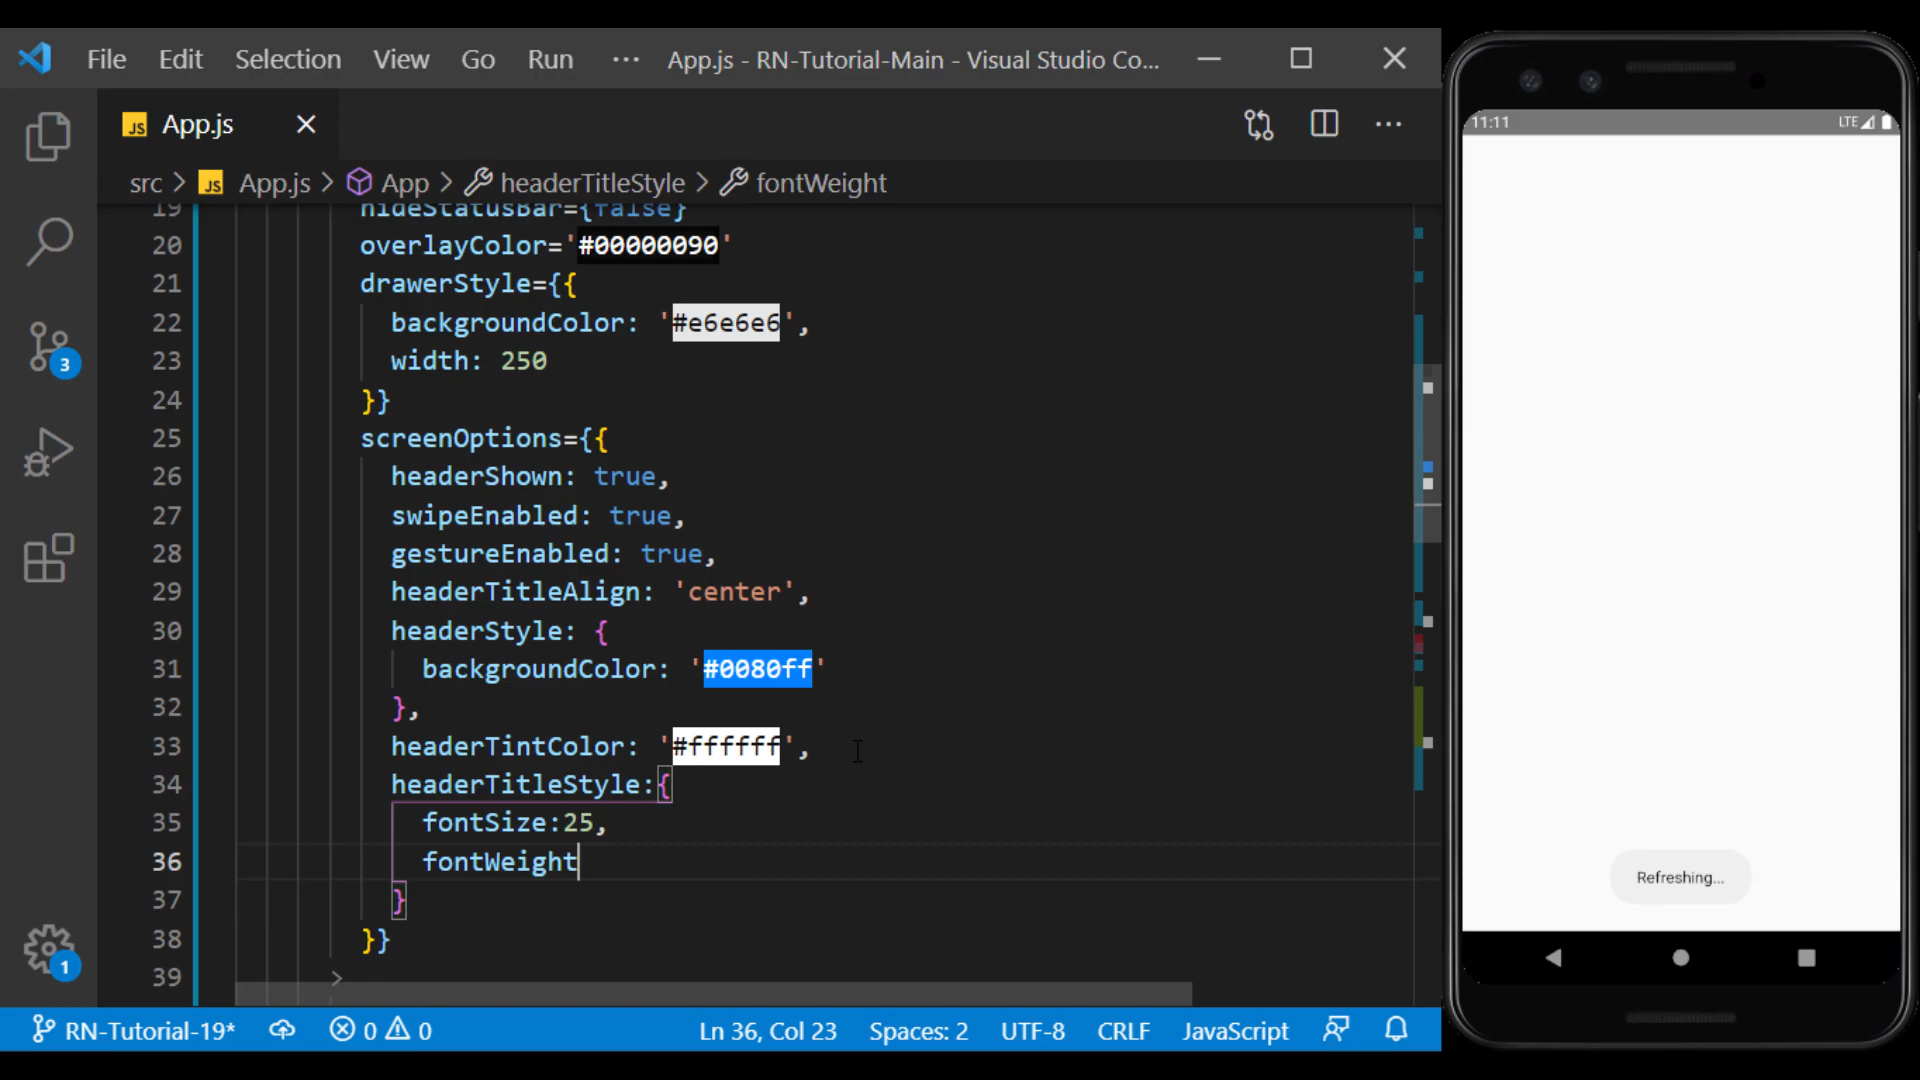 File Edit Selection View Go Run ··· App.js - RN-Tutorial-Main - Visual Studio Co...
JS App.js
src > JS App.js > App > headerTitleStyle > fontWeight
19 hideStatusBar={false}
20 overlayColor='#00000090'
21 drawerStyle={{
22 backgroundColor: '#e6e6e6',
23 width: 250
24 }}
25 screenOptions={{
26 headerShown: true,
27 swipeEnabled: true,
28 gestureEnabled: true,
29 headerTitleAlign: 'center',
30 headerStyle: {
31 backgroundColor: '#0080ff'
32 },
33 headerTintColor: '#ffffff',
34 headerTitleStyle:{
35 fontSize:25,
36 fontWeight
37 }
38 }}
39 >
3
1
RN-Tutorial-19* 0 0 Ln 36, Col 23 Spaces: 2 UTF-8 CRLF JavaScript
11:11 LTE
Refreshing...